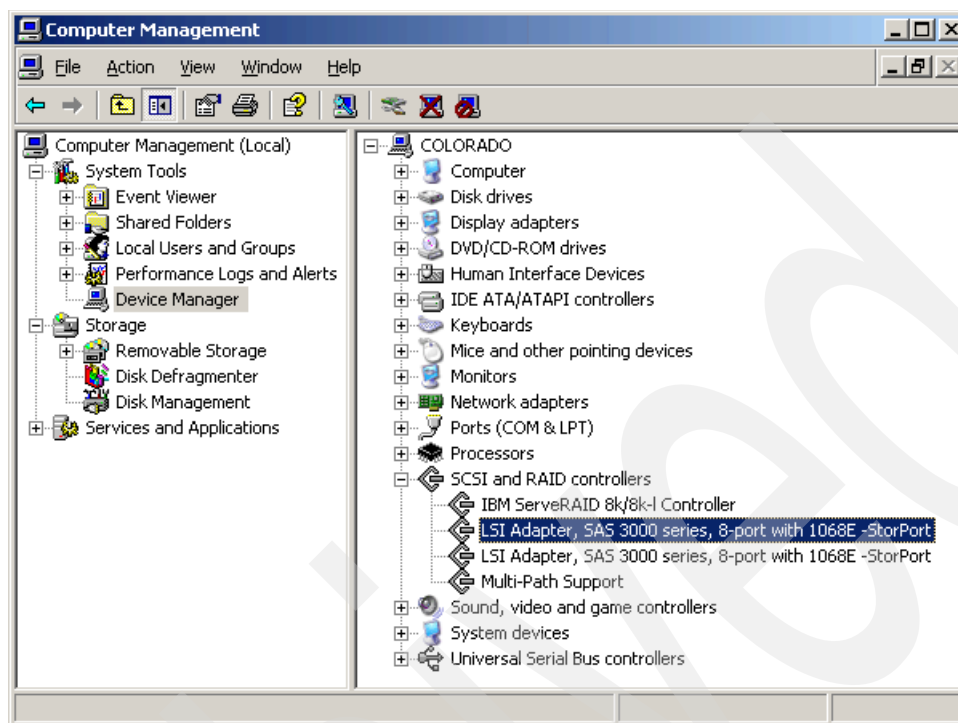 Computer Management
File Action View Window Help
Computer Management (Local)
System Tools
Event Viewer
Shared Folders
Local Users and Groups
Performance Logs and Alerts
Device Manager
Storage
Removable Storage
Disk Defragmenter
Disk Management
Services and Applications
COLORADO
Computer
Disk drives
Display adapters
DVD/CD-ROM drives
Human Interface Devices
IDE ATA/ATAPI controllers
Keyboards
Mice and other pointing devices
Monitors
Network adapters
Ports (COM & LPT)
Processors
SCSI and RAID controllers
IBM ServeRAID 8k/8k-l Controller
LSI Adapter, SAS 3000 series, 8-port with 1068E -StorPort
LSI Adapter, SAS 3000 series, 8-port with 1068E -StorPort
Multi-Path Support
Sound, video and game controllers
System devices
Universal Serial Bus controllers